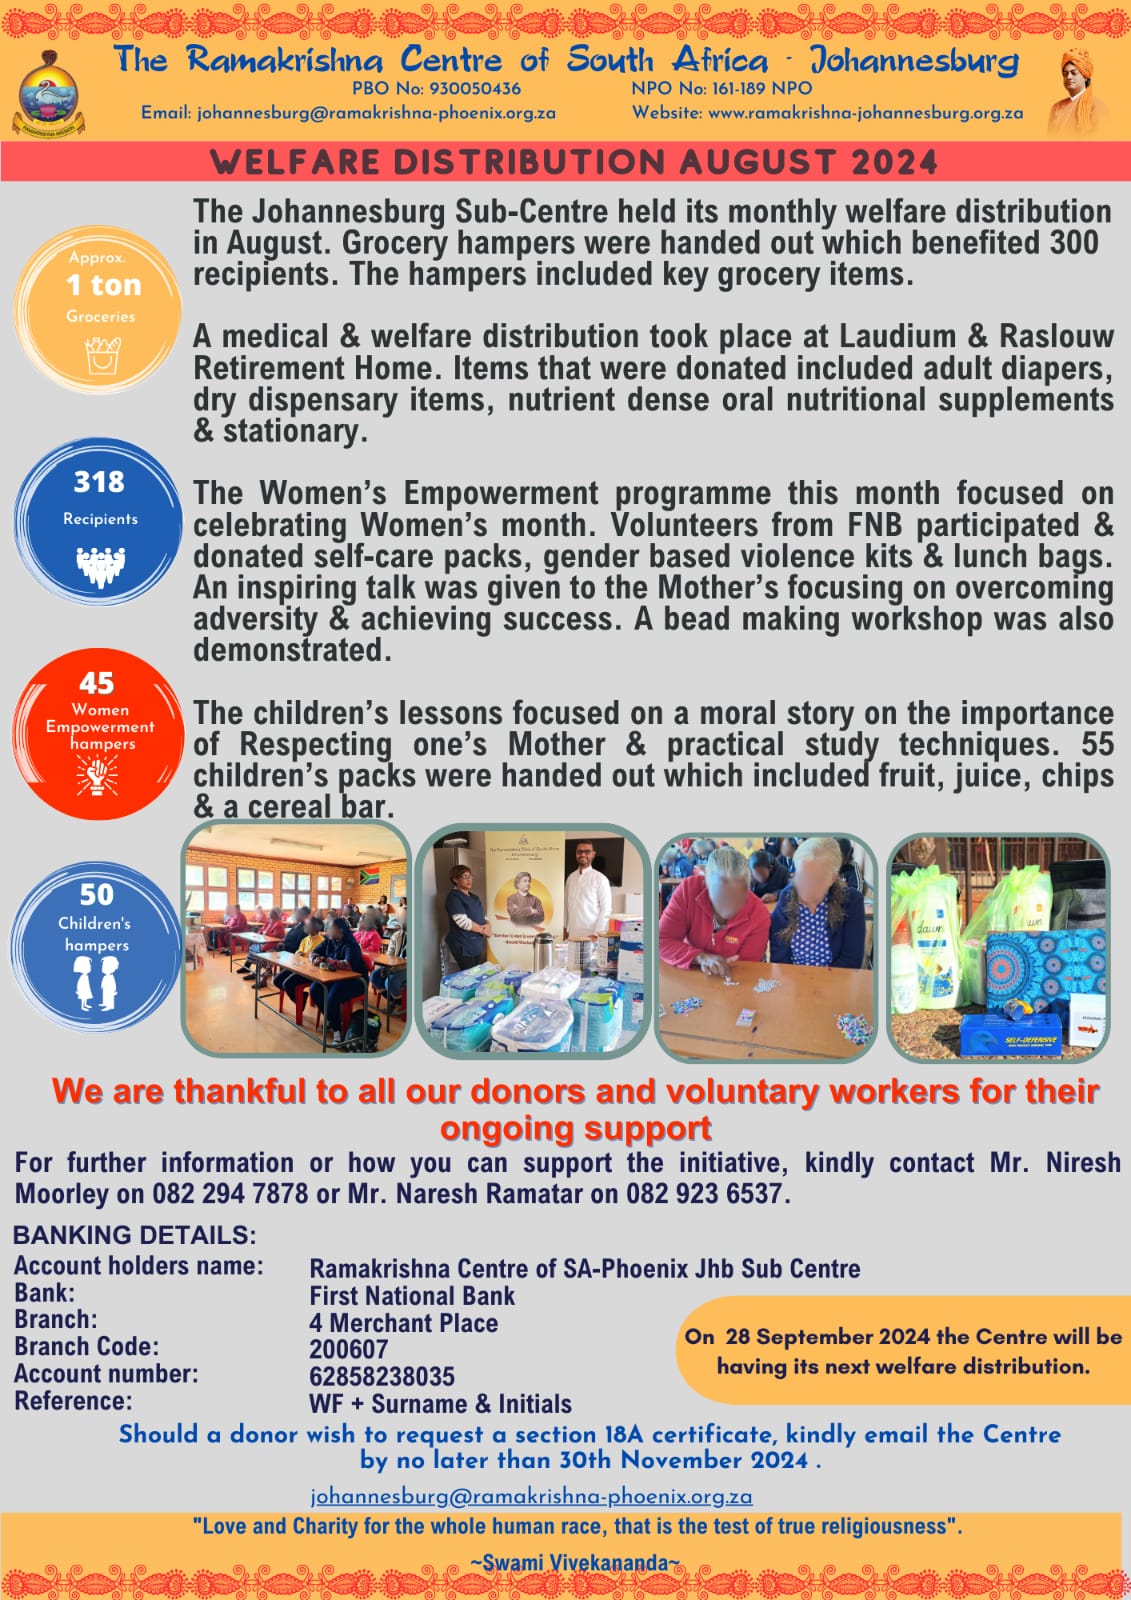 The Ramakrishna Centre of South Africa - Johannesburg
PBO No: 930050436 NPO No: 161-189 NPO
Email: johannesburg@ramakrishna-phoenix.org.za Website: www.ramakrishna-johannesburg.org.za
WELFARE DISTRIBUTION AUGUST 2024
The Johannesburg Sub-Centre held its monthly welfare distribution
in August. Grocery hampers were handed out which benefited 300
recipients. The hampers included key grocery items.
Approx.
1 ton
Groceries
A medical & welfare distribution took place at Laudium & Raslouw
Retirement Home. Items that were donated included adult diapers,
dry dispensary items, nutrient dense oral nutritional supplements
& stationary.
318
Recipients
The Women's Empowerment programme this month focused on
celebrating Women's month. Volunteers from FNB participated &
donated self-care packs, gender based violence kits & lunch bags.
An inspiring talk was given to the Mother's focusing on overcoming
adversity & achieving success. A bead making workshop was also
demonstrated.
45
Women
Empowerment
hampers
The children's lessons focused on a moral story on the importance
of Respecting one's Mother & practical study techniques. 55
children's packs were handed out which included fruit, juice, chips
& a cereal bar.
50
Children's
hampers
SELF-DEFENSIVE
We are thankful to all our donors and voluntary workers for their
ongoing support
For further information or how you can support the initiative, kindly contact Mr. Niresh
Moorley on 082 294 7878 or Mr. Naresh Ramatar on 082 923 6537.
BANKING DETAILS:
Account holders name: Ramakrishna Centre of SA-Phoenix Jhb Sub Centre
Bank: First National Bank
Branch: 4 Merchant Place
Branch Code: 200607
Account number: 62858238035
Reference: WF + Surname & Initials
On 28 September 2024 the Centre will be
having its next welfare distribution.
Should a donor wish to request a section 18A certificate, kindly email the Centre
by no later than 30th November 2024 .
johannesburg@ramakrishna-phoenix.org.za
"Love and Charity for the whole human race, that is the test of true religiousness".
~Swami Vivekananda~